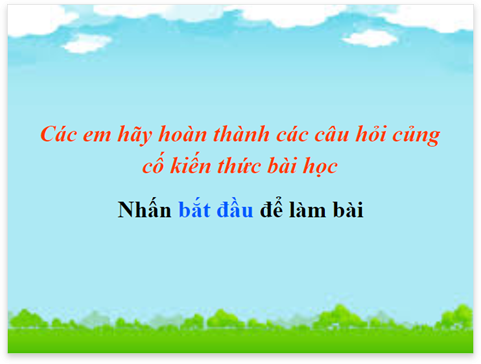 Các em hãy hoàn thành các câu hỏi củng
cố kiến thức bài học
Nhấn bắt đầu để làm bài